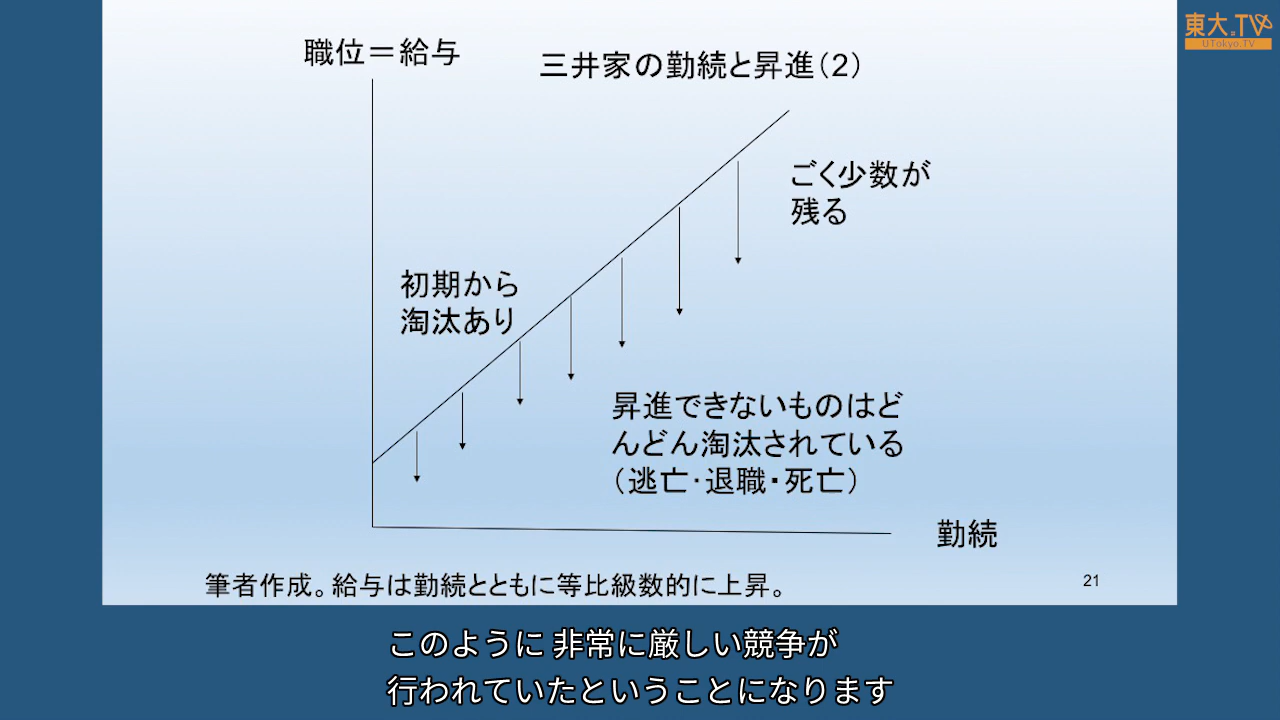 東大.TV
UTokyo.TV
職位＝給与
三井家の勤続と昇進（2）
ごく少数が
残る
初期から
淘汰あり
昇進できないものはど
んどん淘汰されている
（逃亡・退職・死亡）
勤続
筆者作成。給与は勤続とともに等比級数的に上昇。
21
このように 非常に厳しい競争が
行われていたということになります